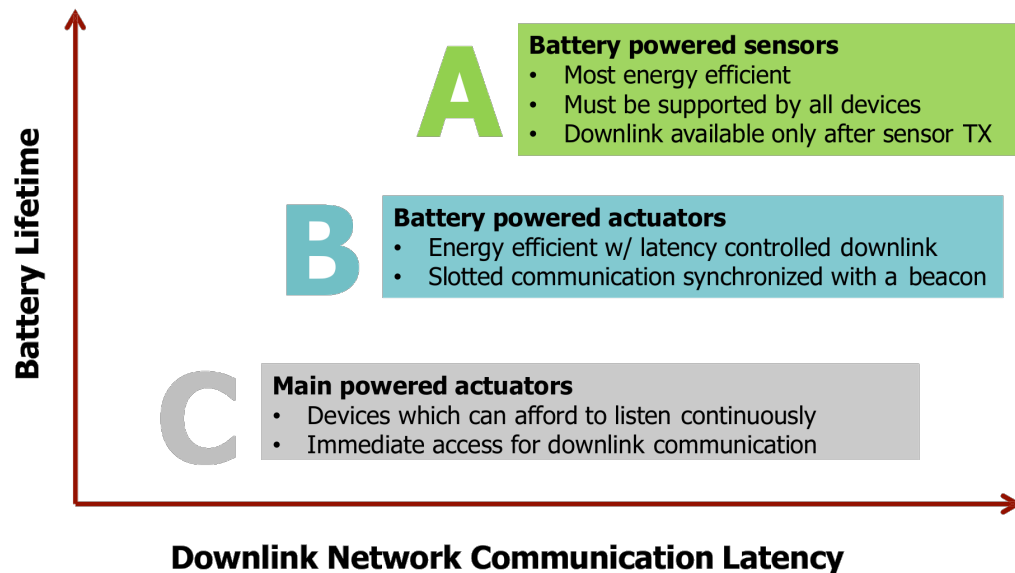 A
Battery powered sensors
• Most energy efficient
• Must be supported by all devices
• Downlink available only after sensor TX
B
Battery powered actuators
• Energy efficient w/ latency controlled downlink
• Slotted communication synchronized with a beacon
C
Main powered actuators
• Devices which can afford to listen continuously
• Immediate access for downlink communication
Battery Lifetime
Downlink Network Communication Latency